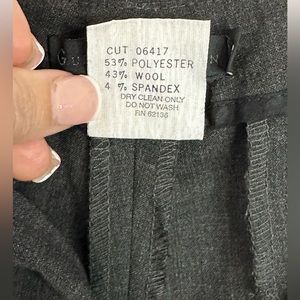 CUT 06417
53% POLYESTER
43% WOOL
4 % SPANDEX
DRY CLEAN ONLY
DO NOT WASH
RN 62136